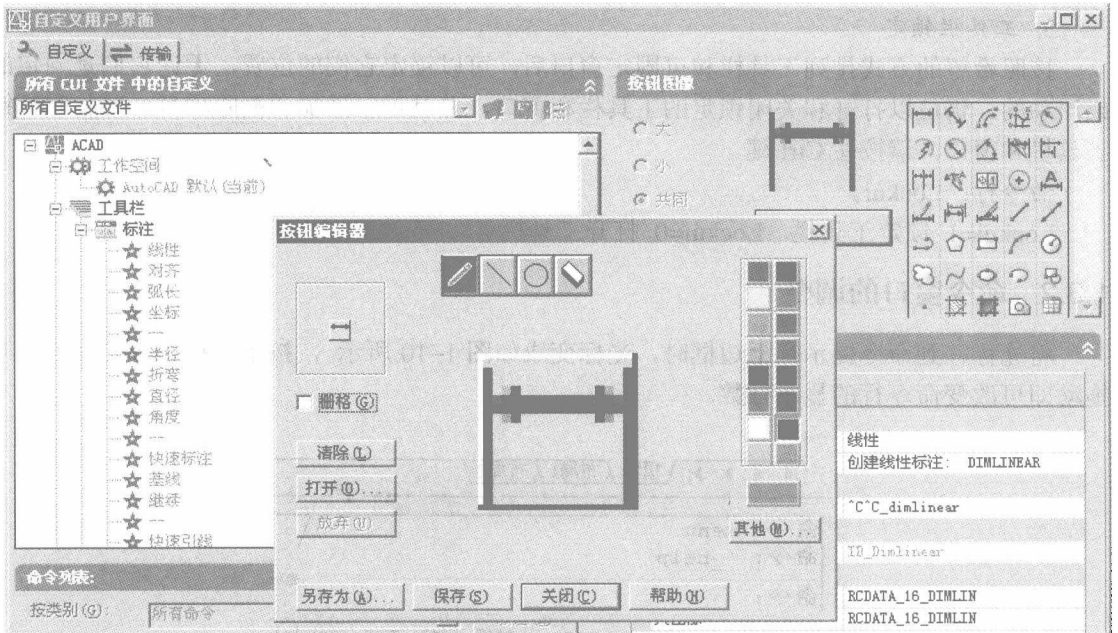 自定义用户界面
自定义 传输
所有 CUI 文件 中的自定义
所有自定义文件
ACAD
工作空间
AutoCAD 默认 (当前)
工具栏
标注
线性
对齐
弧长
坐标
--
半径
折弯
直径
角度
--
快速标注
基线
继续
--
快速引线
命令列表:
按类别(G): 所有命令
按钮图像
大
小
共同
按钮编辑器
栅格(G)
清除(L)
打开(O)...
放弃(U)
其他(M)...
另存为(A)... 保存(S) 关闭(C) 帮助(H)
线性
创建线性标注: DIMLINEAR
^C^C_dimlinear
ID_Dimlinear
RCDATA_16_DIMLIN
RCDATA_16_DIMLIN